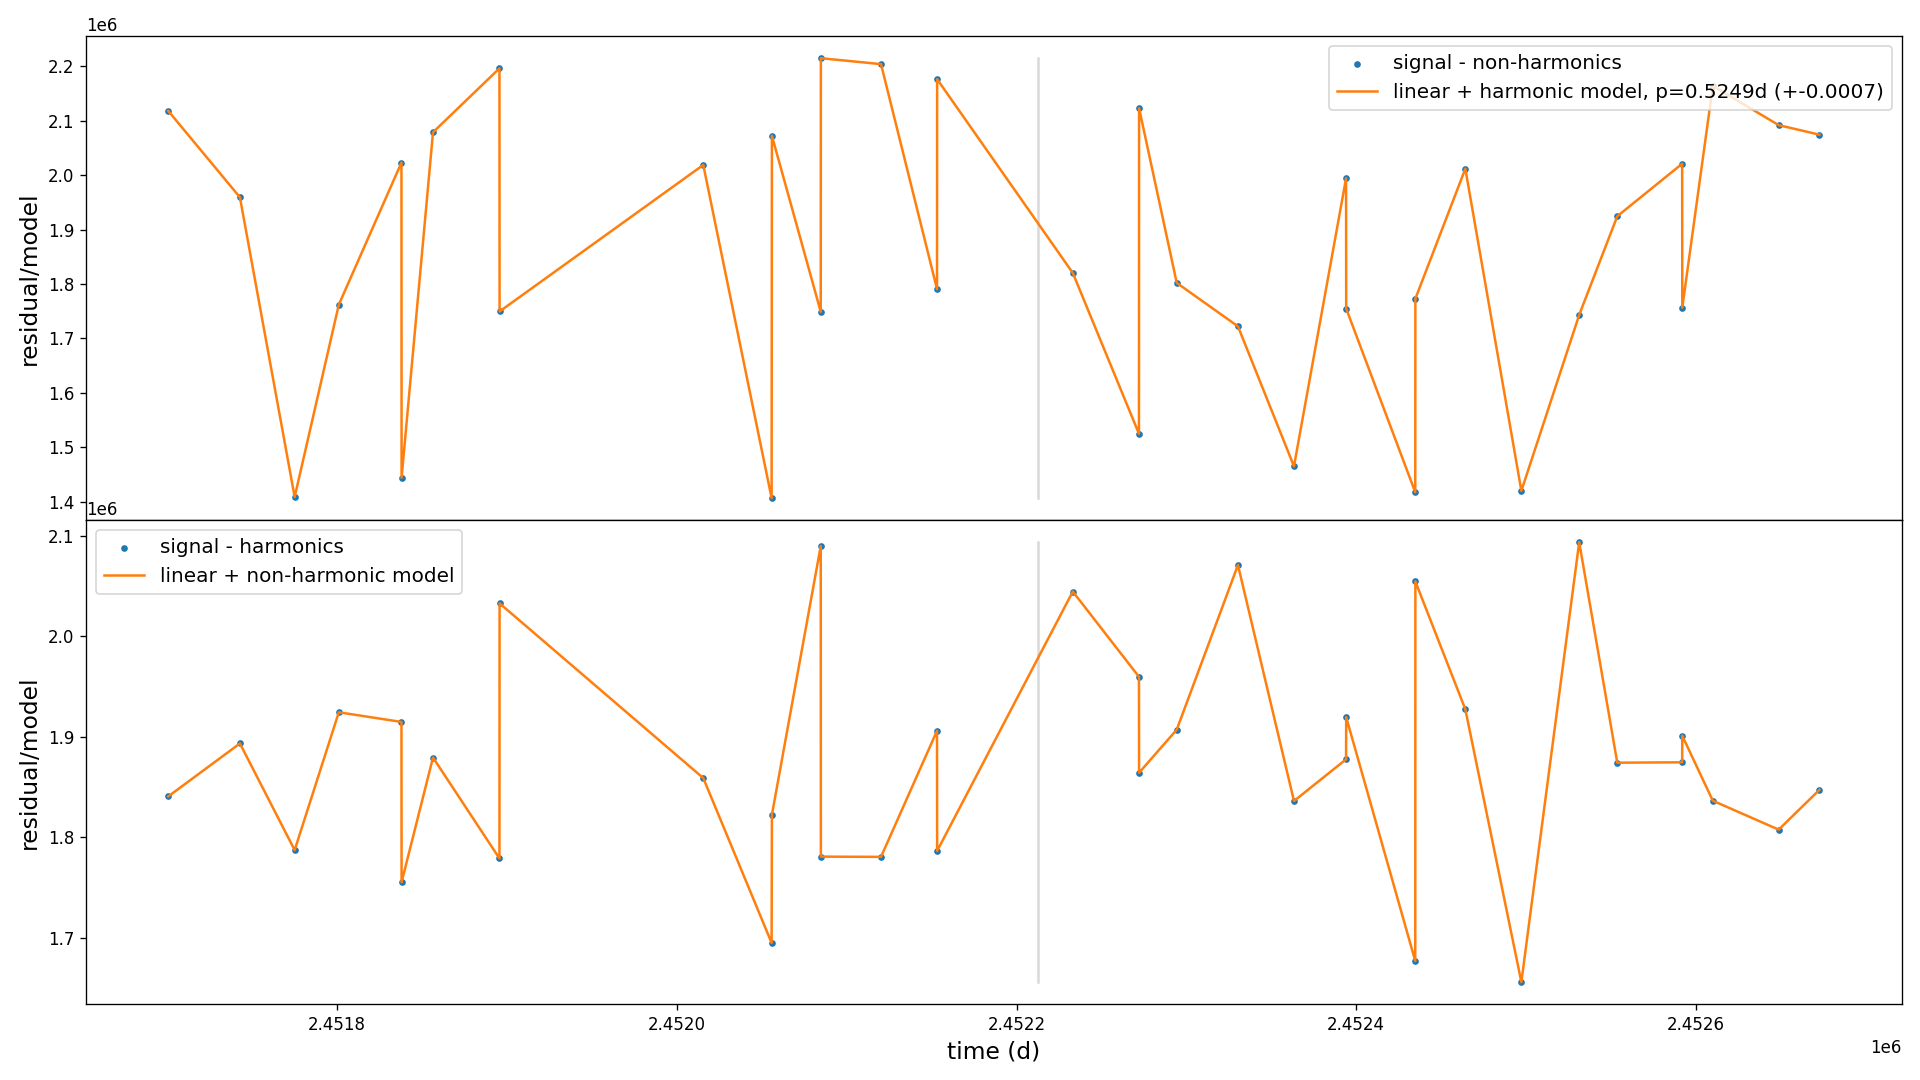 1e6
2.2
2.1
2.0
1.9
1.8
1.7
1.6
1.5
1.4
residual/model
signal - non-harmonics
linear + harmonic model, p=0.5249d (+-0.0007)
1e6
2.1
2.0
1.9
1.8
1.7
residual/model
signal - harmonics
linear + non-harmonic model
2.4518
2.4520
2.4522
2.4524
2.4526
time (d)
1e6